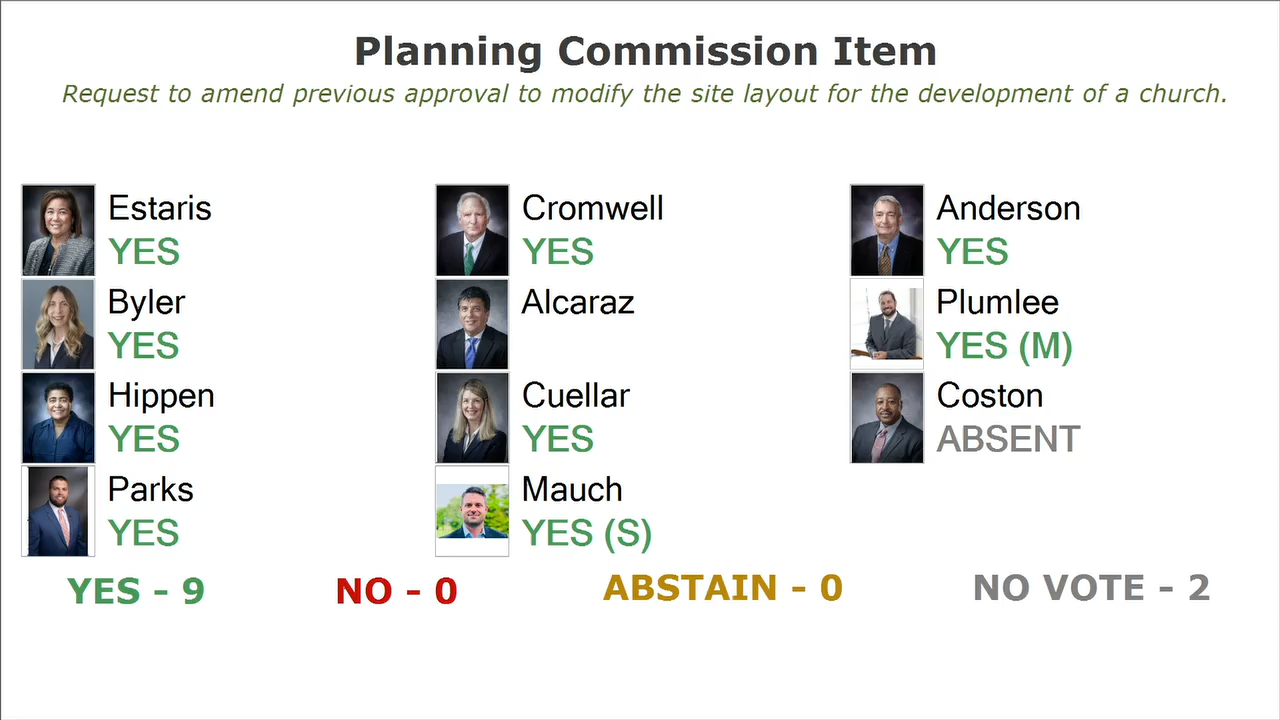 Planning Commission Item
Request to amend previous approval to modify the site layout for the development of a church.
Estaris
YES
Byler
YES
Hippen
YES
Parks
YES
Cromwell
YES
Alcaraz
Cuellar
YES
Mauch
YES (S)
Anderson
YES
Plumlee
YES (M)
Coston
ABSENT
YES - 9
NO - 0
ABSTAIN - 0
NO VOTE - 2